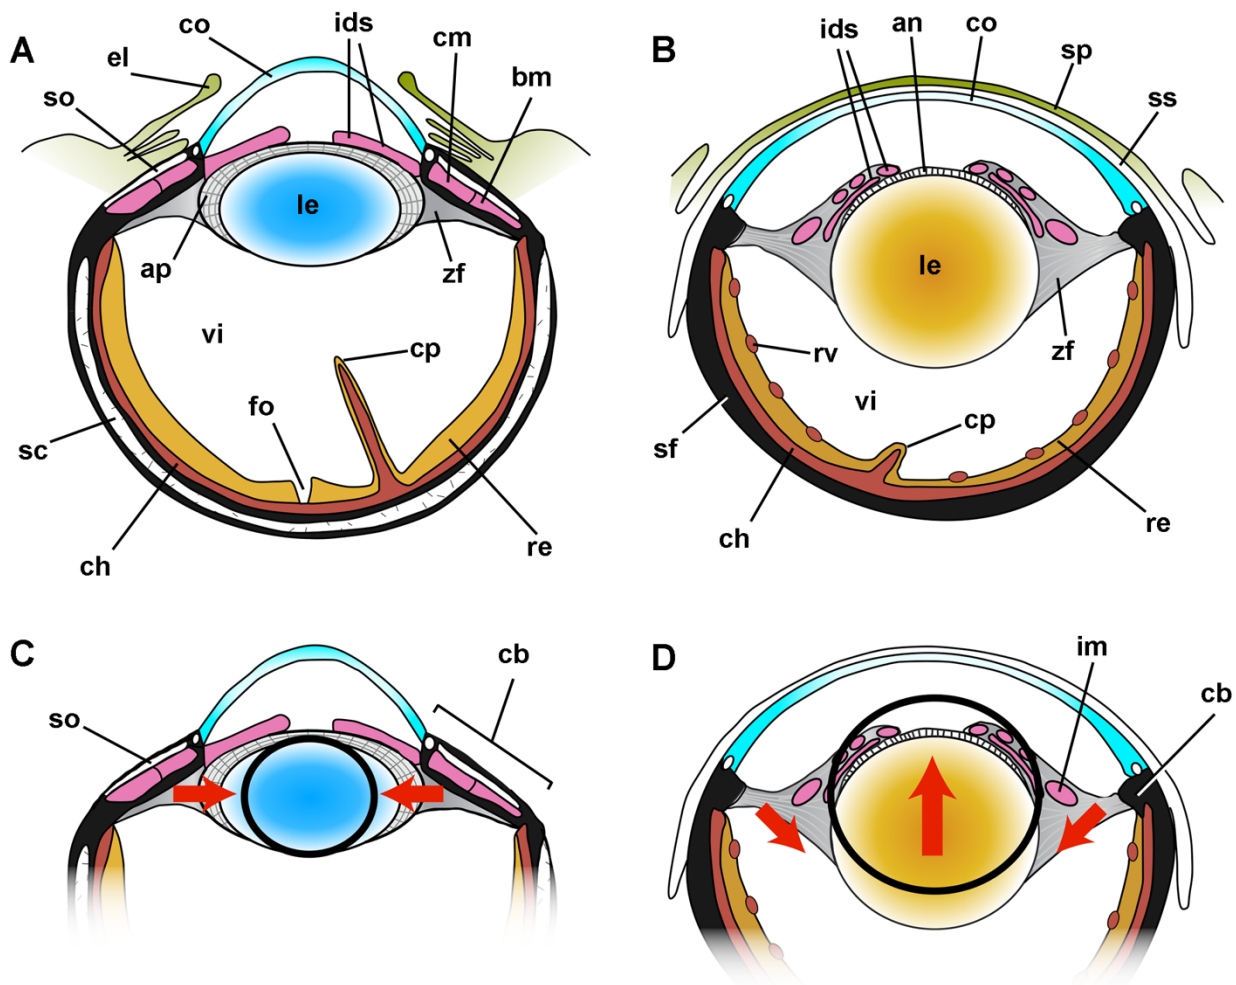 A
el
co
ids
cm
bm
so
le
ap
zf
vi
cp
fo
sc
ch
re
B
ids
an
co
sp
ss
le
rv
zf
vi
cp
sf
ch
re
C
so
cb
D
im
cb